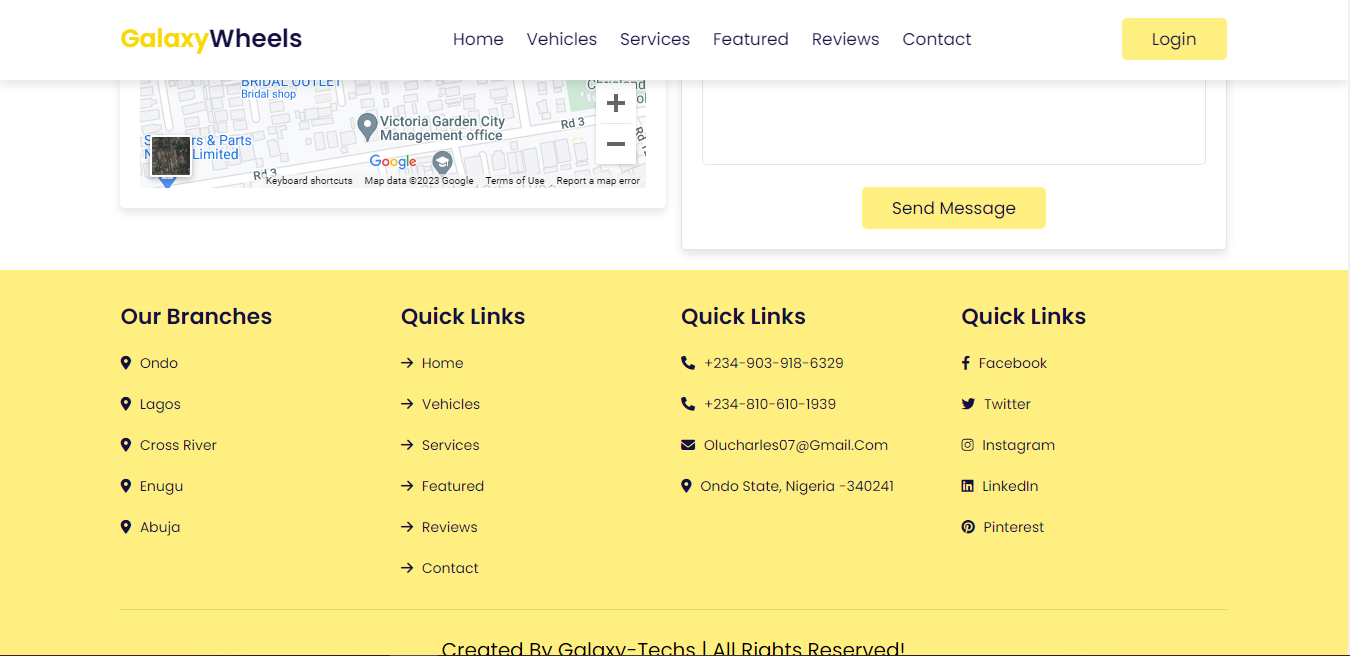 GalaxyWheels
Home
Vehicles
Services
Featured
Reviews
Contact
Login
BRIDAL OUTLET
Bridal shop
Victoria Garden City
Management office
Rd 3
& Parts
Limited
Rd 3
Google
Keyboard shortcuts
Map data ©2023 Google
Terms of Use
Report a map error
Send Message
Our Branches
Ondo
Lagos
Cross River
Enugu
Abuja
Quick Links
Home
Vehicles
Services
Featured
Reviews
Contact
Quick Links
+234-903-918-6329
+234-810-610-1939
Olucharles07@Gmail.Com
Ondo State, Nigeria -340241
Quick Links
Facebook
Twitter
Instagram
LinkedIn
Pinterest
Created By Galaxy-Techs | All Rights Reserved!